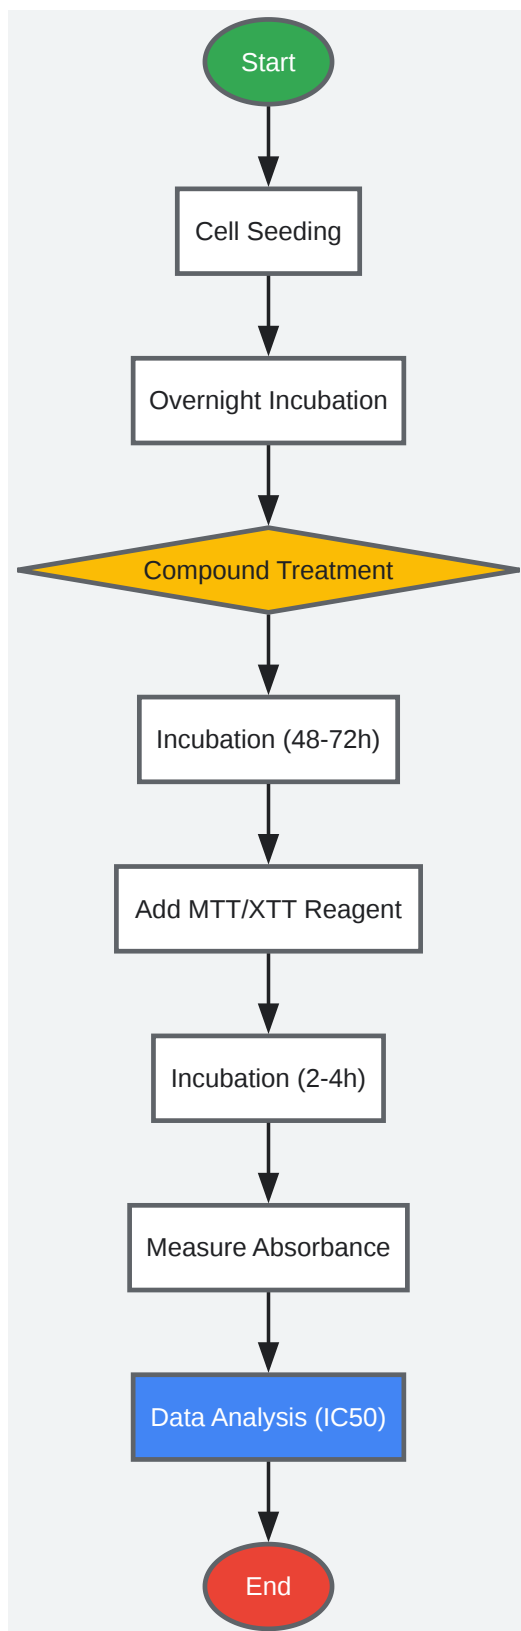 Start
Cell Seeding
Overnight Incubation
Compound Treatment
Incubation (48-72h)
Add MTT/XTT Reagent
Incubation (2-4h)
Measure Absorbance
Data Analysis (IC50)
End